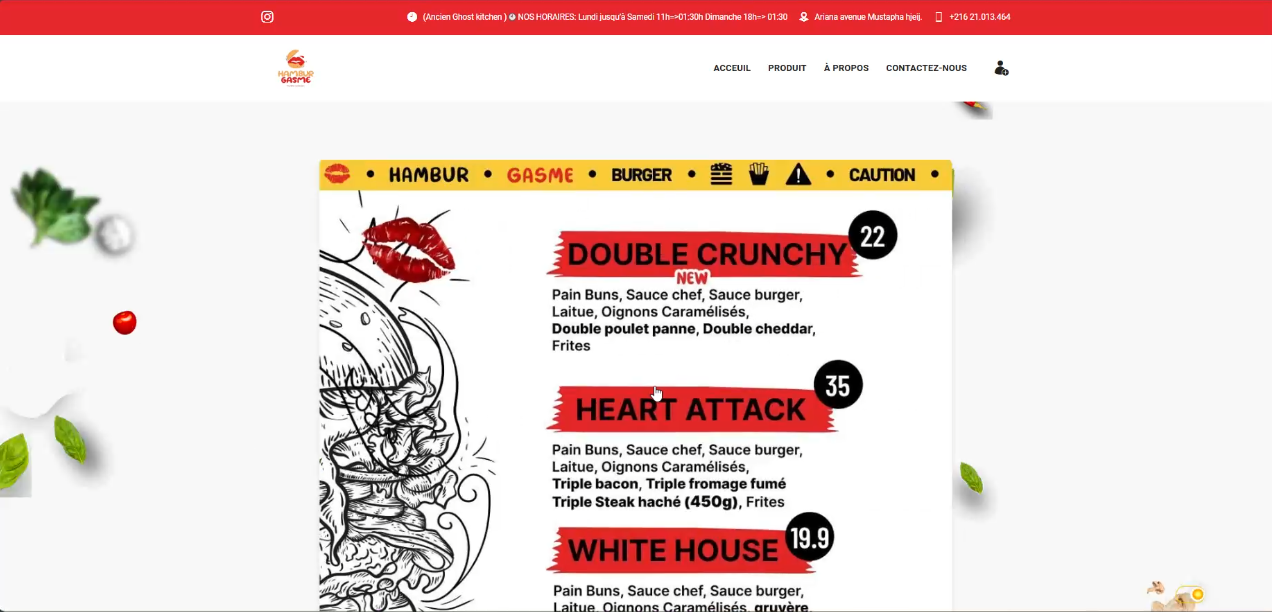 (Ancien Ghost kitchen ) NOS HORAIRES: Lundi jusqu'à Samedi 11h=>01:30h Dimanche 18h=> 01:30
Ariana avenue Mustapha hjeij.
+216 21.013.464
HAMBUR
GASME
ACCEUIL
PRODUIT
À PROPOS
CONTACTEZ-NOUS
HAMBUR • GASME • BURGER • CAUTION •
DOUBLE CRUNCHY
22
NEW
Pain Buns, Sauce chef, Sauce burger,
Laitue, Oignons Caramélisés,
Double poulet panne, Double cheddar,
Frites
HEART ATTACK
35
Pain Buns, Sauce chef, Sauce burger,
Laitue, Oignons Caramélisés,
Triple bacon, Triple fromage fumé
Triple Steak haché (450g), Frites
WHITE HOUSE
19.9
Pain Buns, Sauce chef, Sauce burger,
Laitue, Oignons Caramélisés, gruyère,